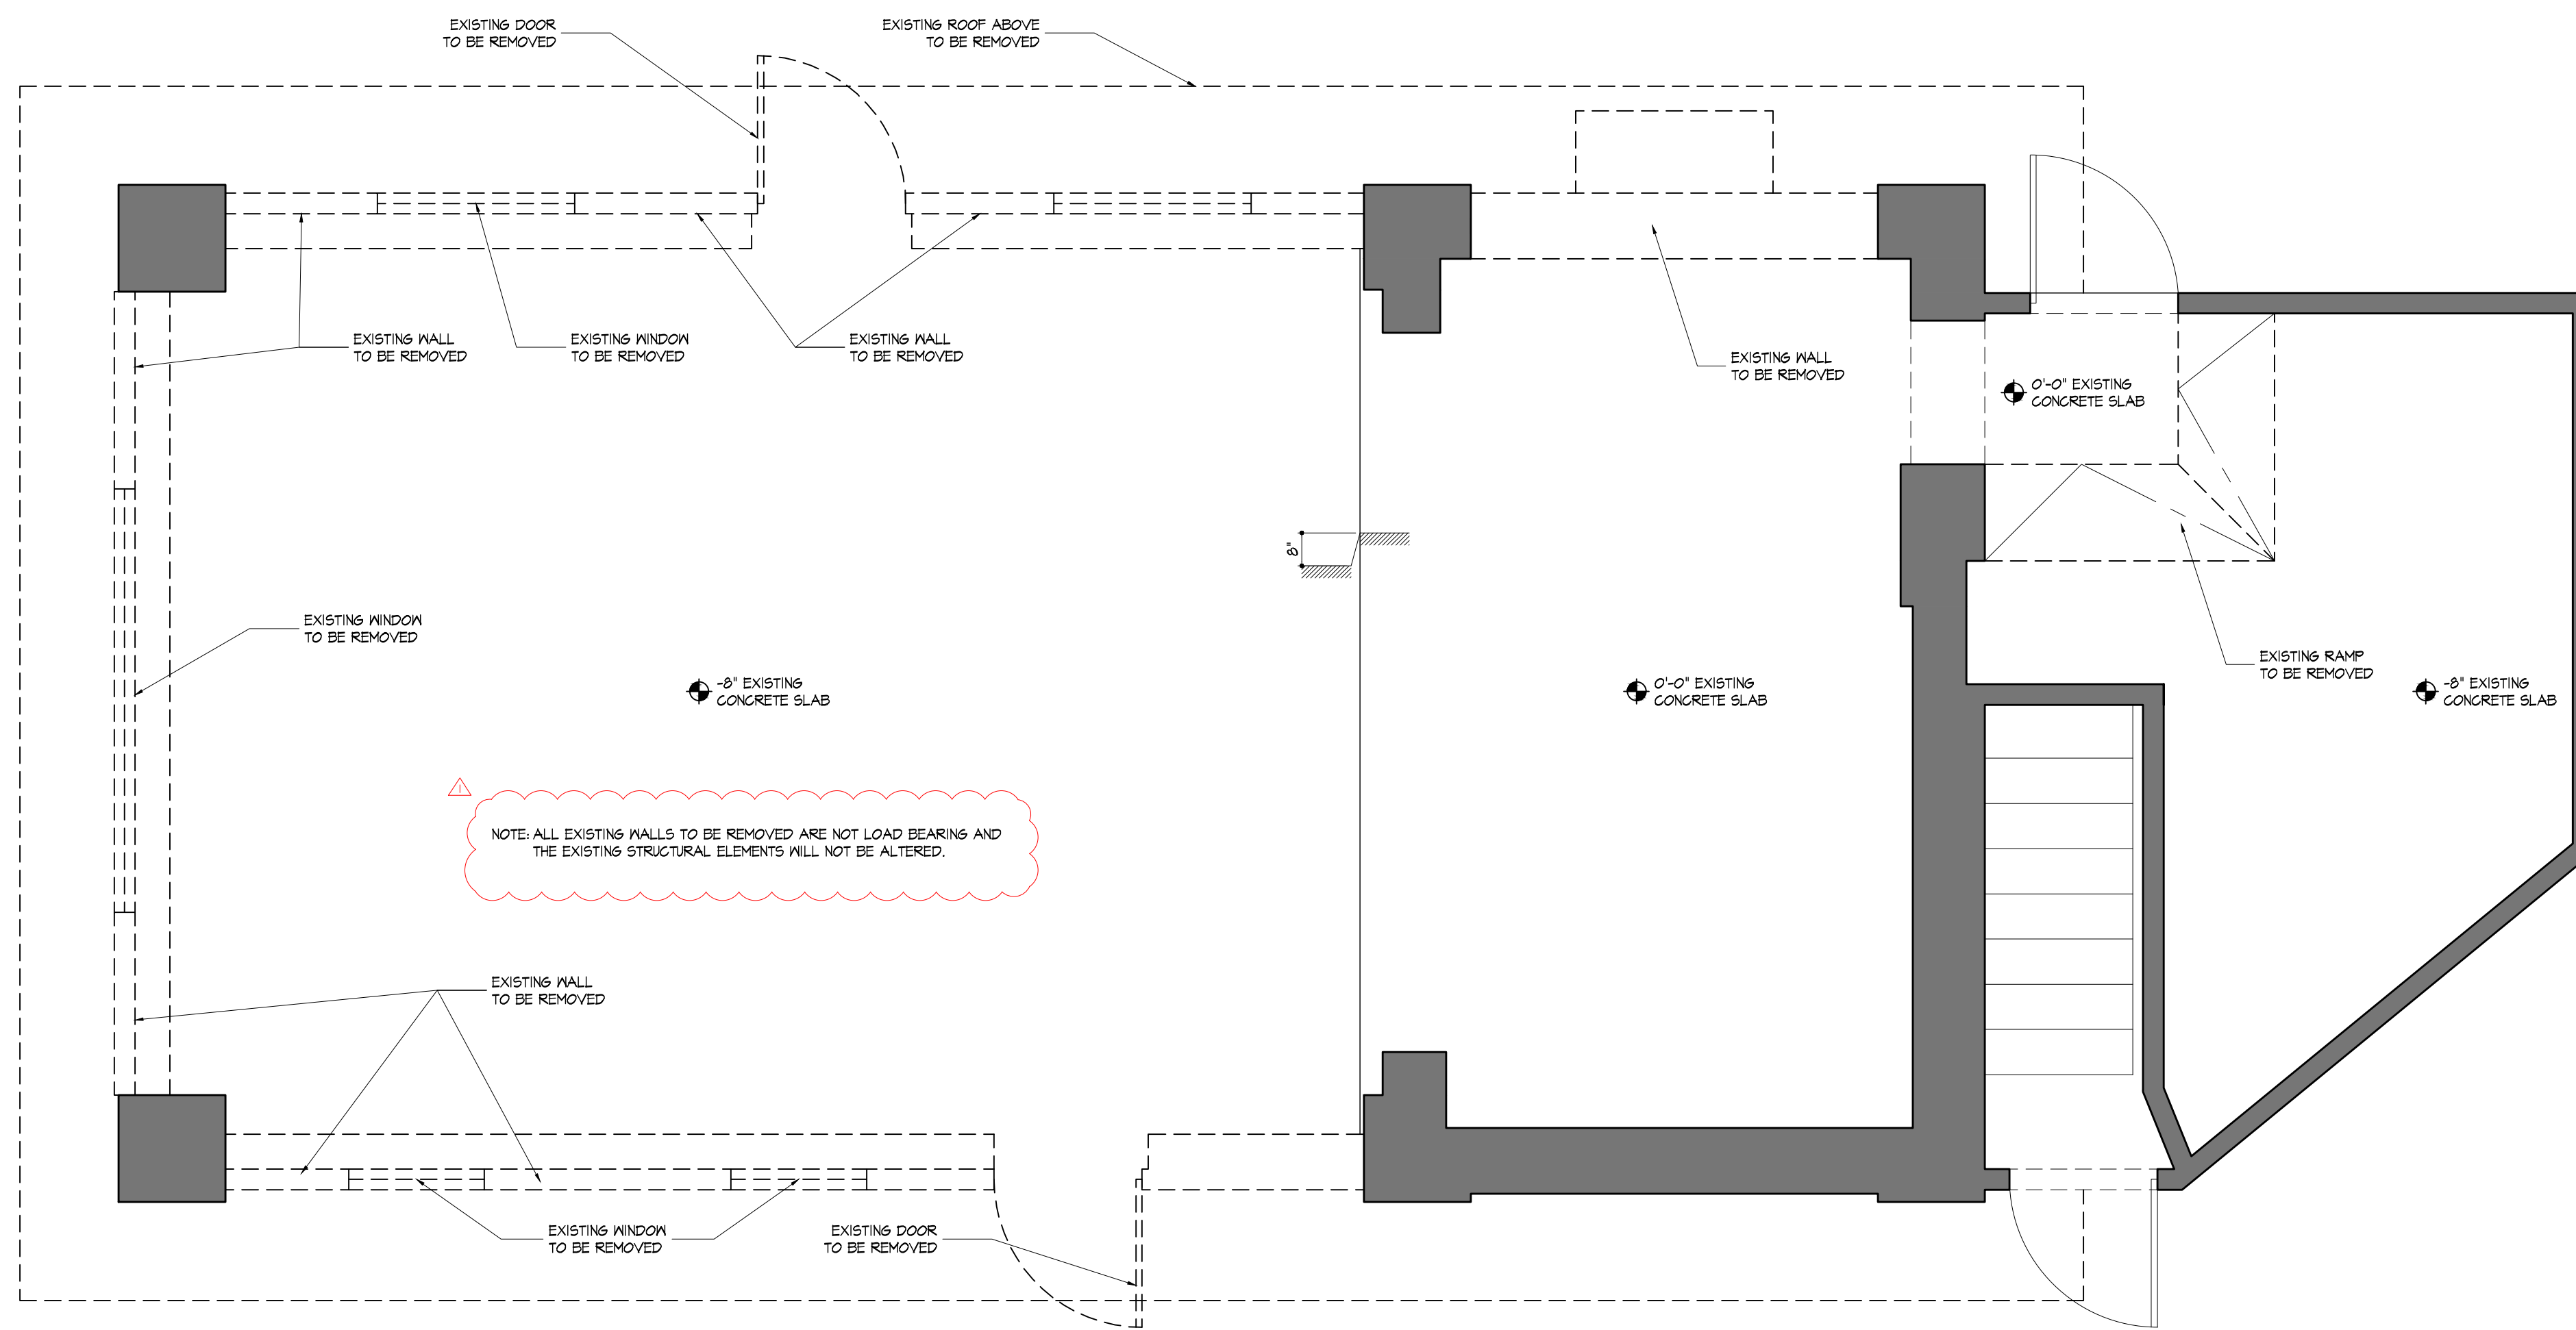 EXISTING DOOR
TO BE REMOVED
EXISTING ROOF ABOVE
TO BE REMOVED
EXISTING WALL
TO BE REMOVED
EXISTING WINDOW
TO BE REMOVED
EXISTING WALL
TO BE REMOVED
EXISTING WALL
TO BE REMOVED
0'-0" EXISTING
CONCRETE SLAB
8"
EXISTING WINDOW
TO BE REMOVED
EXISTING RAMP
TO BE REMOVED
-8" EXISTING
CONCRETE SLAB
0'-0" EXISTING
CONCRETE SLAB
-8" EXISTING
CONCRETE SLAB
1
NOTE: ALL EXISTING WALLS TO BE REMOVED ARE NOT LOAD BEARING AND
THE EXISTING STRUCTURAL ELEMENTS WILL NOT BE ALTERED.
EXISTING WALL
TO BE REMOVED
EXISTING WINDOW
TO BE REMOVED
EXISTING DOOR
TO BE REMOVED